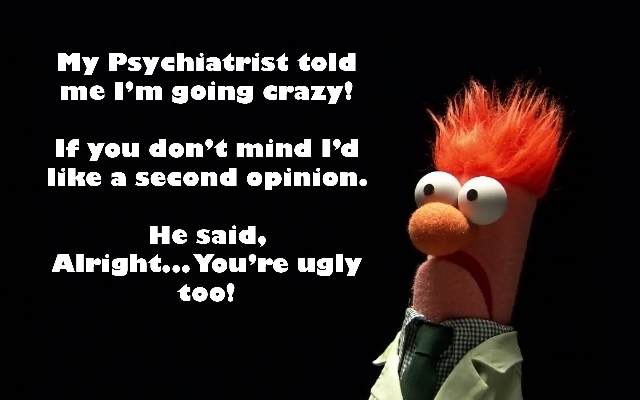 My Psychiatrist told
me I'm going crazy!
If you don't mind I'd
like a second opinion.
He said,
Alright...You're ugly
too!